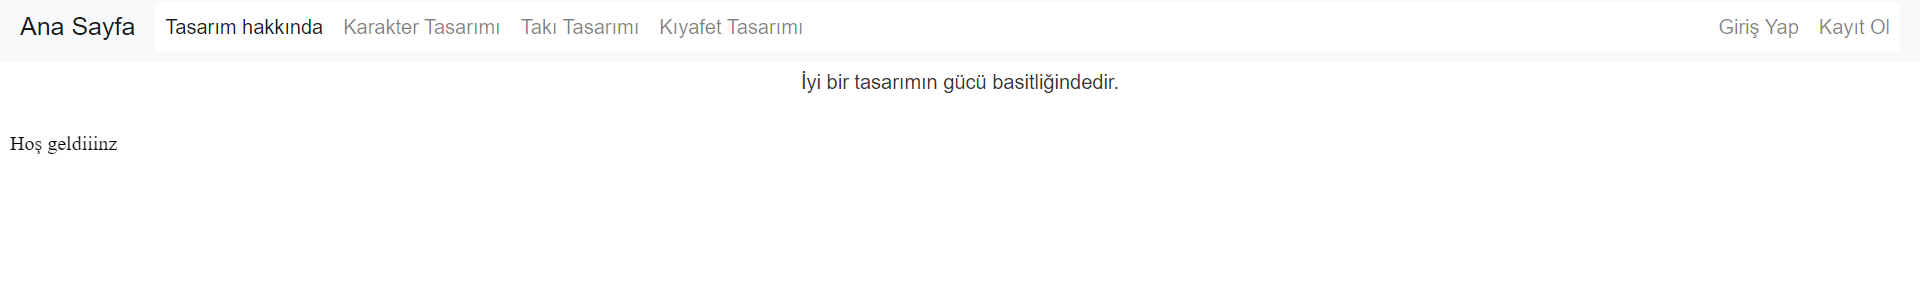 Ana Sayfa Tasarım hakkında Karakter Tasarımı Takı Tasarımı Kıyafet Tasarımı Giriş Yap Kayıt Ol
İyi bir tasarımın gücü basitliğindedir.
Hoş geldiiinz